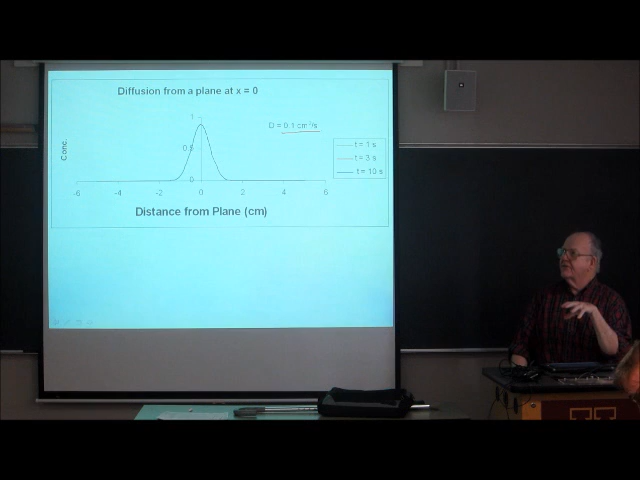 Diffusion from a plane at x = 0
D = 0.1 cm²/s
1
0.5
0
Conc.
t = 1 s
t = 3 s
t = 10 s
-6 -4 -2 0 2 4 6
Distance from Plane (cm)